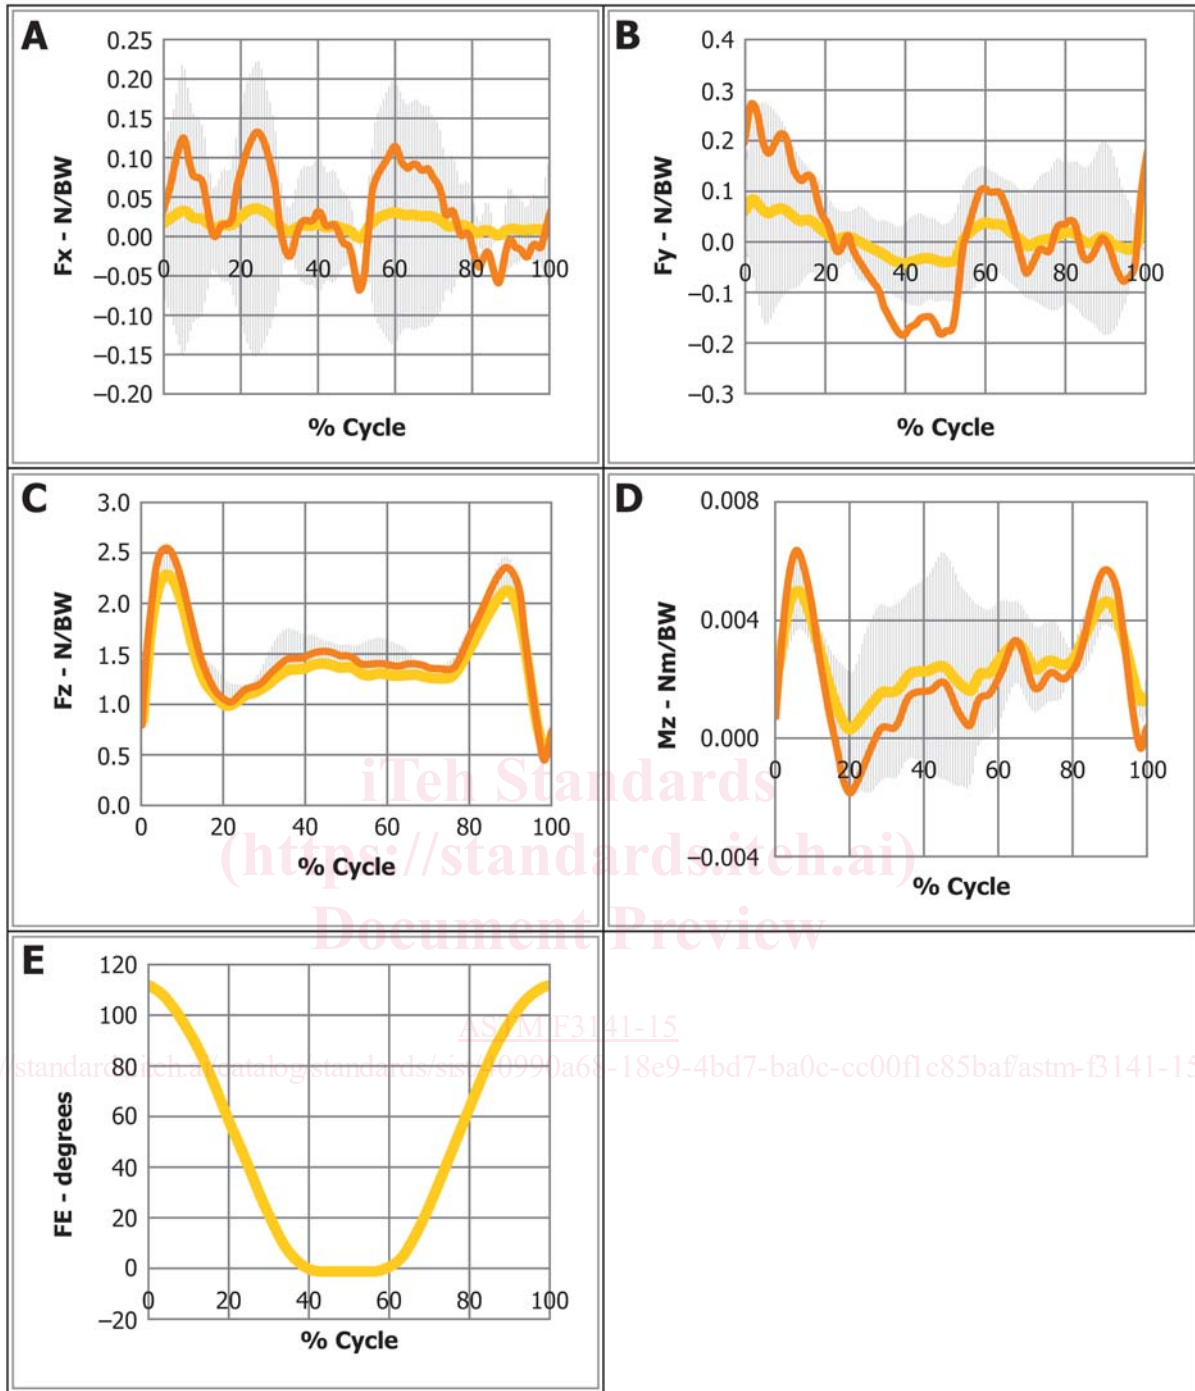 A
0.25
0.20
0.15
0.10
0.05
0.00
−0.05
−0.10
−0.15
−0.20
Fx - N/BW
0 20 40 60 80 100
% Cycle
B
0.4
0.3
0.2
0.1
0.0
−0.1
−0.2
−0.3
Fy - N/BW
0 20 40 60 80 100
% Cycle
C
3.0
2.5
2.0
1.5
1.0
0.5
0.0
Fz - N/BW
0 20 40 60 80 100
% Cycle
D
0.008
0.004
0.000
−0.004
Mz - Nm/BW
0 20 40 60 80 100
% Cycle
iTeh Standards
(https://standards.iteh.ai)
Document Preview
E
120
100
80
60
40
20
0
−20
FE - degrees
0 20 40 60 80 100
% Cycle
ASTM F3141-15